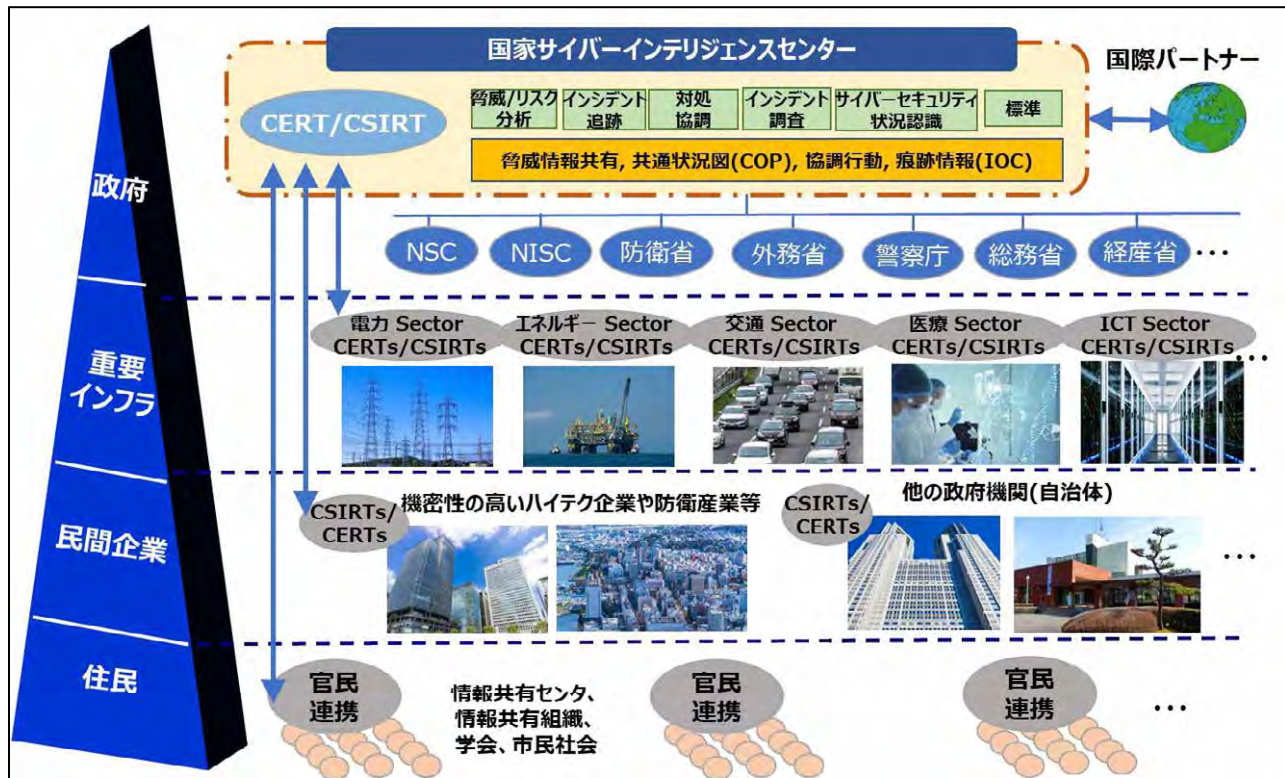 国家サイバーインテリジェンスセンター
国際パートナー
CERT/CSIRT
脅威/リスク
分析
インシデント
追跡
対処
協調
インシデント
調査
サイバーセキュリティ
状況認識
標準
脅威情報共有, 共通状況図(COP), 協調行動, 痕跡情報(IOC)
政府
NSC
NISC
防衛省
外務省
警察庁
総務省
経産省
･･･
重要
インフラ
電力 Sector
CERTs/CSIRTs
エネルギー Sector
CERTs/CSIRTs
交通 Sector
CERTs/CSIRTs
医療 Sector
CERTs/CSIRTs
ICT Sector
CERTs/CSIRTs
･･･
民間企業
CSIRTs/
CERTs
機密性の高いハイテク企業や防衛産業等
CSIRTs/
CERTs
他の政府機関(自治体)
･･･
住民
官民
連携
情報共有センタ、
情報共有組織、
学会、市民社会
官民
連携
官民
連携
･･･